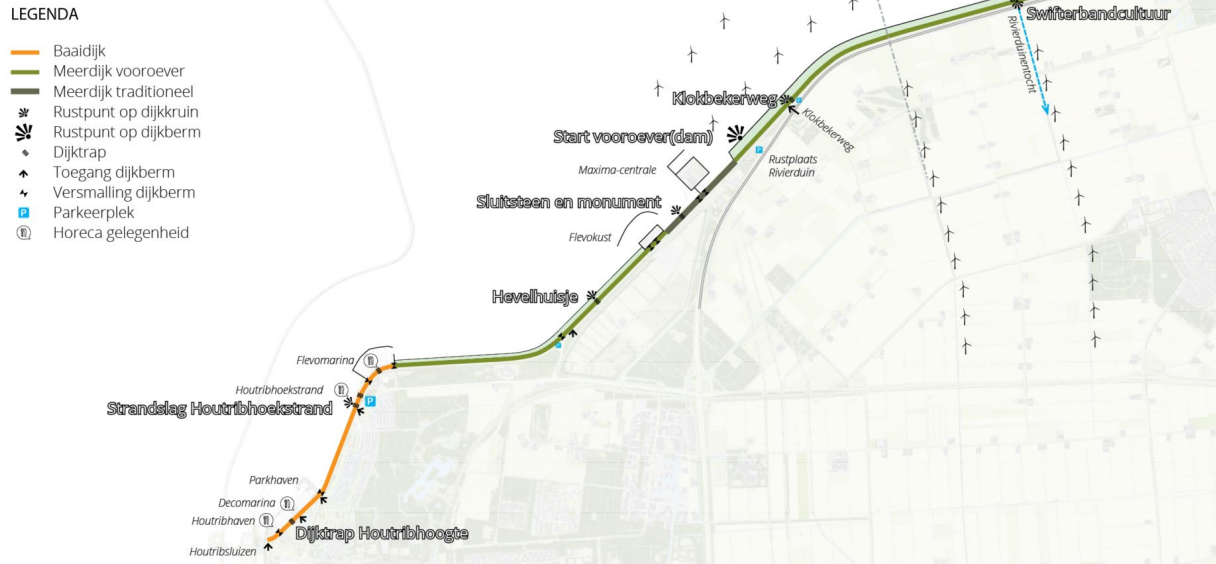 LEGENDA
Baaidijk
Meerdijk vooroever
Meerdijk traditioneel
Rustpunt op dijkkruin
Rustpunt op dijkberm
Dijktrap
Toegang dijkberm
Versmalling dijkberm
P Parkeerplek
Horeca gelegenheid
Swifterbandcultuur
Rivierduinentocht
Klokbekerweg
P
Klokbekerweg
Start vooroever(dam)
P
Rustplaats
Rivierduin
Maxima-centrale
Sluitsteen en monument
Flevokust
Hevelhuisje
P
Flevomarina
Houtribhoekstrand
P
Strandslag Houtribhoekstrand
Parkhaven
Decomarina
Houtribhaven
Dijktrap Houtribhoogte
Houtribsluizen